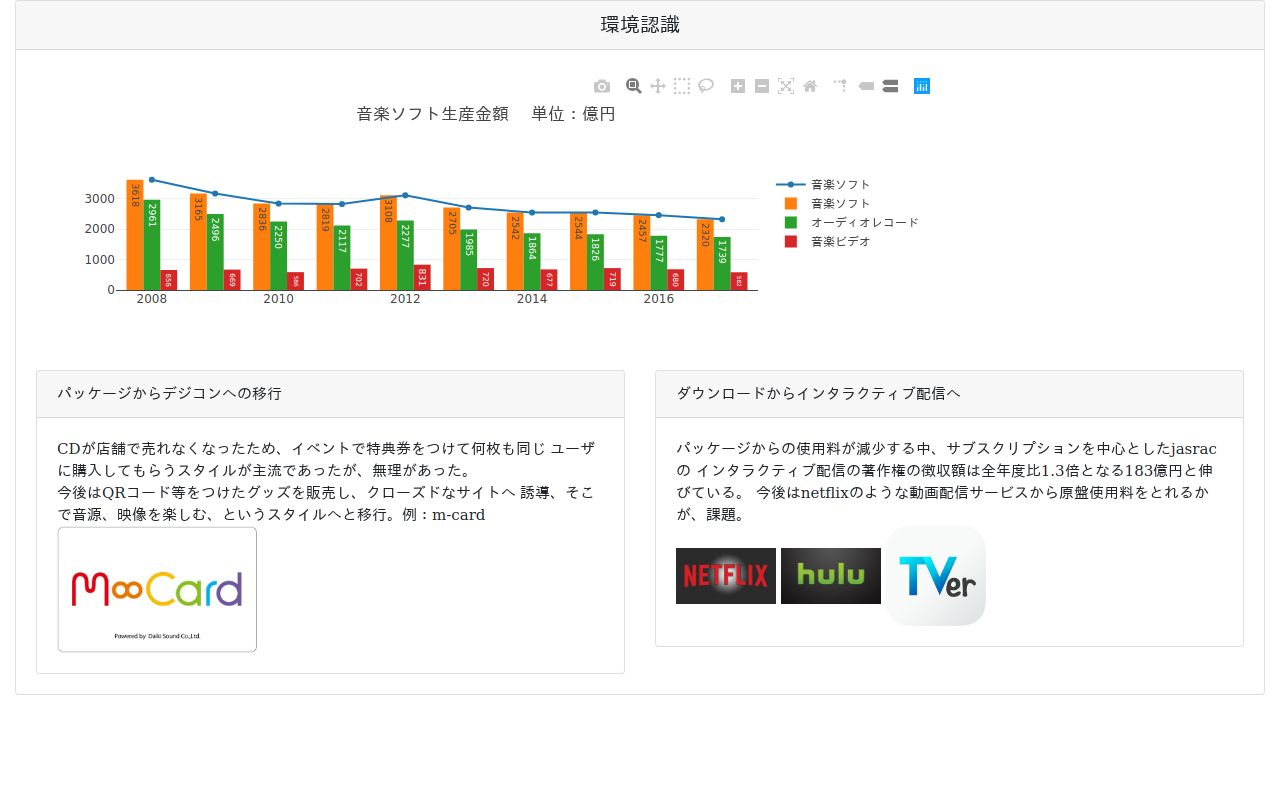 環境認識
音楽ソフト生産金額　単位：億円
3618
2961
656
3165
2496
669
2836
2250
586
2819
2117
702
3108
2277
831
2705
1985
720
2542
1864
677
2544
1826
719
2457
1777
680
2320
1739
582
3000
2000
1000
0
2008
2010
2012
2014
2016
音楽ソフト
音楽ソフト
オーディオレコード
音楽ビデオ
パッケージからデジコンへの移行
CDが店舗で売れなくなったため、イベントで特典券をつけて何枚も同じ ユーザ
に購入してもらうスタイルが主流であったが、無理があった。
今後はQRコード等をつけたグッズを販売し、クローズドなサイトへ 誘導、そこ
で音源、映像を楽しむ、というスタイルへと移行。例：m-card
M∞Card
Powered by Daiki Sound Co.,Ltd.
ダウンロードからインタラクティブ配信へ
パッケージからの使用料が減少する中、サブスクリプションを中心としたjasrac
の インタラクティブ配信の著作権の徴収額は全年度比1.3倍となる183億円と伸
びている。 今後はnetflixのような動画配信サービスから原盤使用料をとれるか
が、課題。
NETFLIX
hulu
TVer